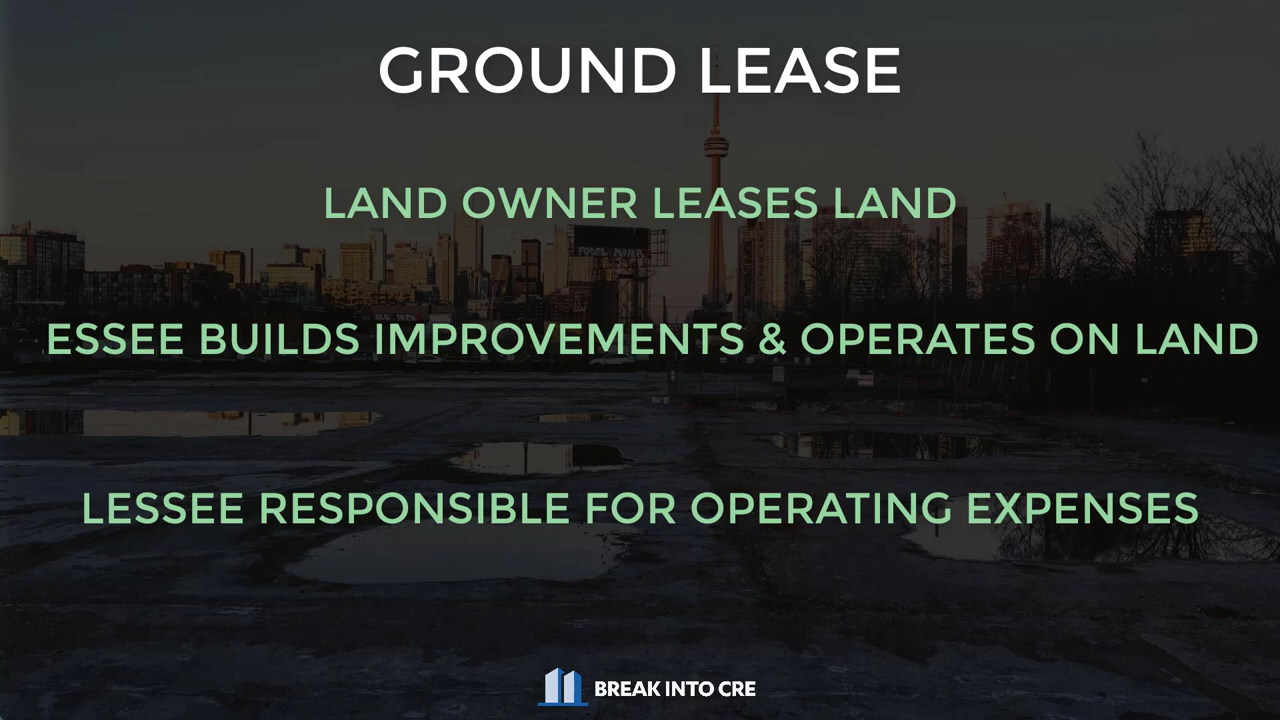 GROUND LEASE
LAND OWNER LEASES LAND
ESSEE BUILDS IMPROVEMENTS & OPERATES ON LAND
LESSEE RESPONSIBLE FOR OPERATING EXPENSES
BREAK INTO CRE